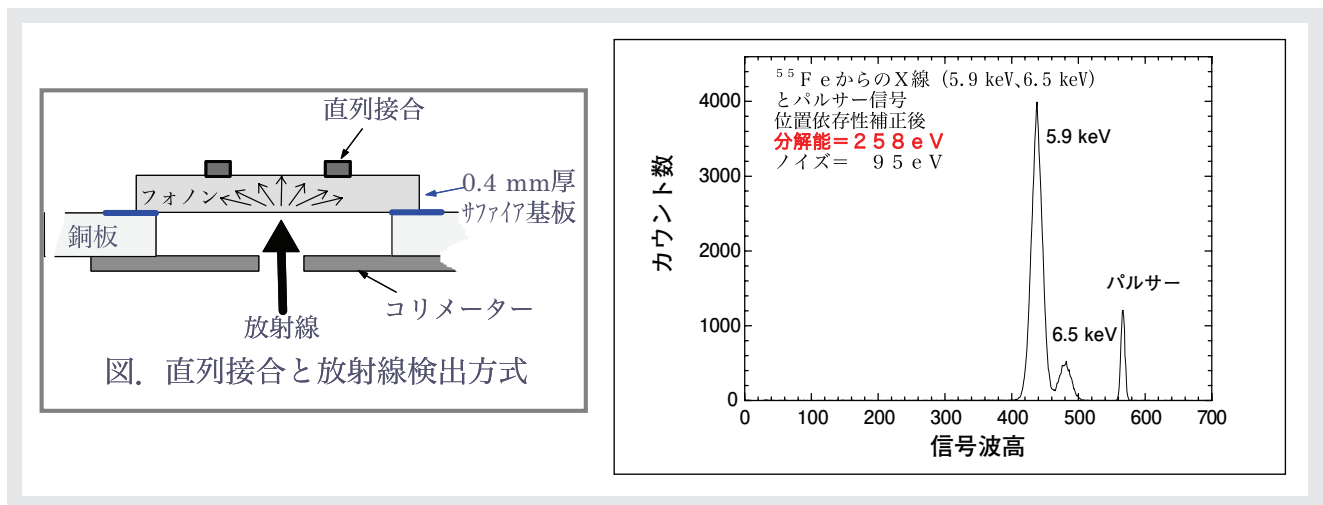 直列接合
フォノン
0.4 mm厚
サファイア基板
銅板
コリメーター
放射線
図．直列接合と放射線検出方式
⁵⁵ＦｅからのＸ線（5.9 keV､6.5 keV）
とパルサー信号
位置依存性補正後
分解能＝２５８ｅＶ
ノイズ＝　９５ｅＶ
カウント数
4000
3000
2000
1000
0
5.9 keV
6.5 keV
パルサー
0 100 200 300 400 500 600 700
信号波高